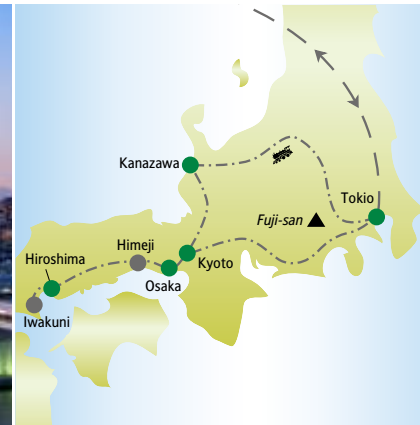 Kanazawa
Tokio
Fuji-san
Himeji
Kyoto
Hiroshima
Osaka
Iwakuni